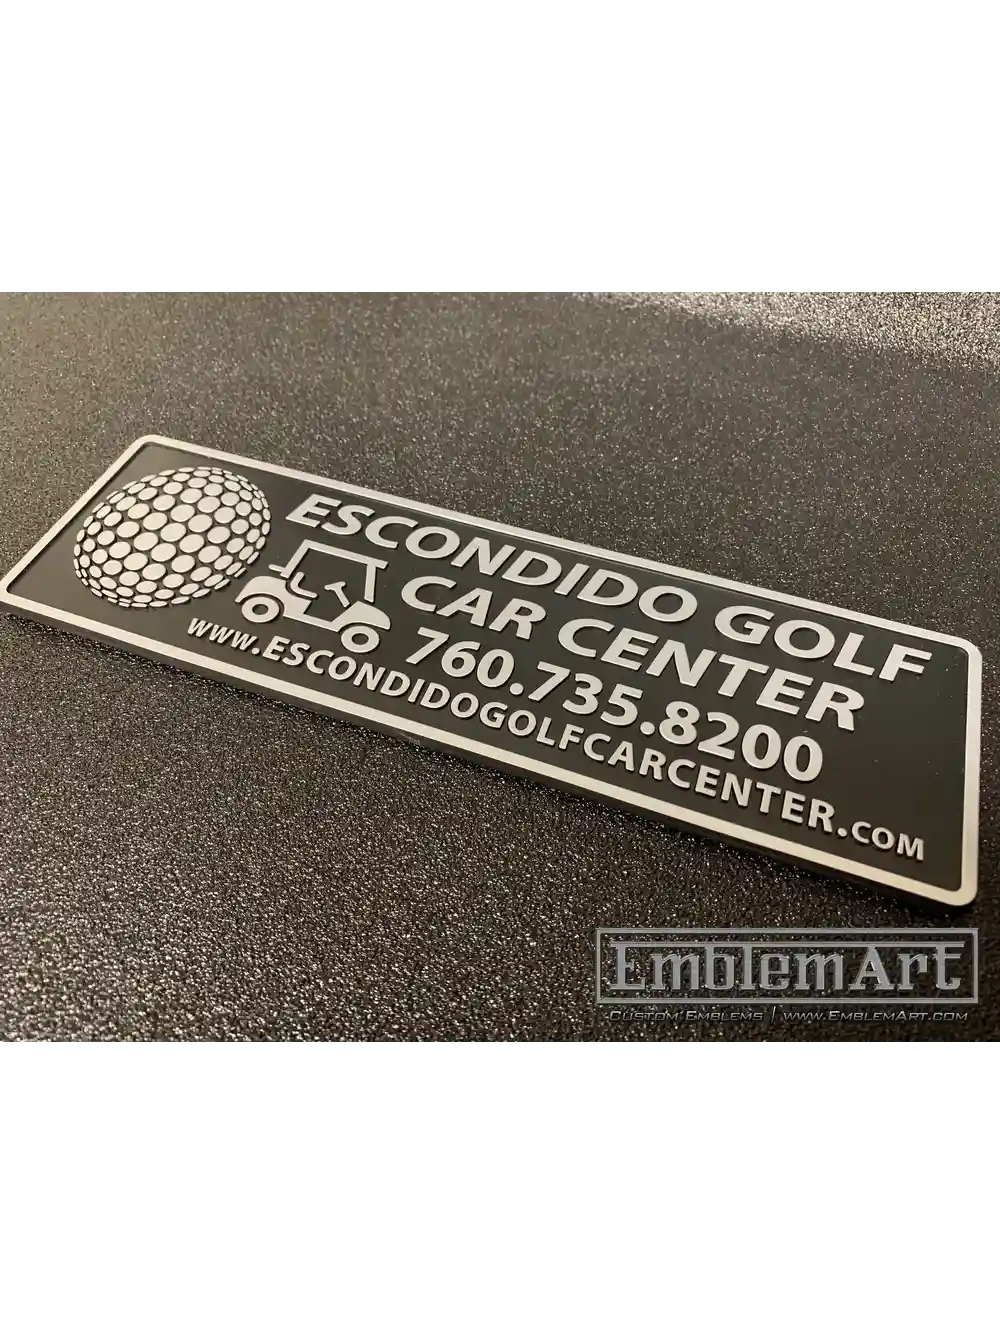 ESCONDIDO GOLF
CAR CENTER
760.735.8200
www.ESCONDIDOGOLFCARCENTER.COM
EmblemArt
Custom Emblems | www.EmblemArt.com